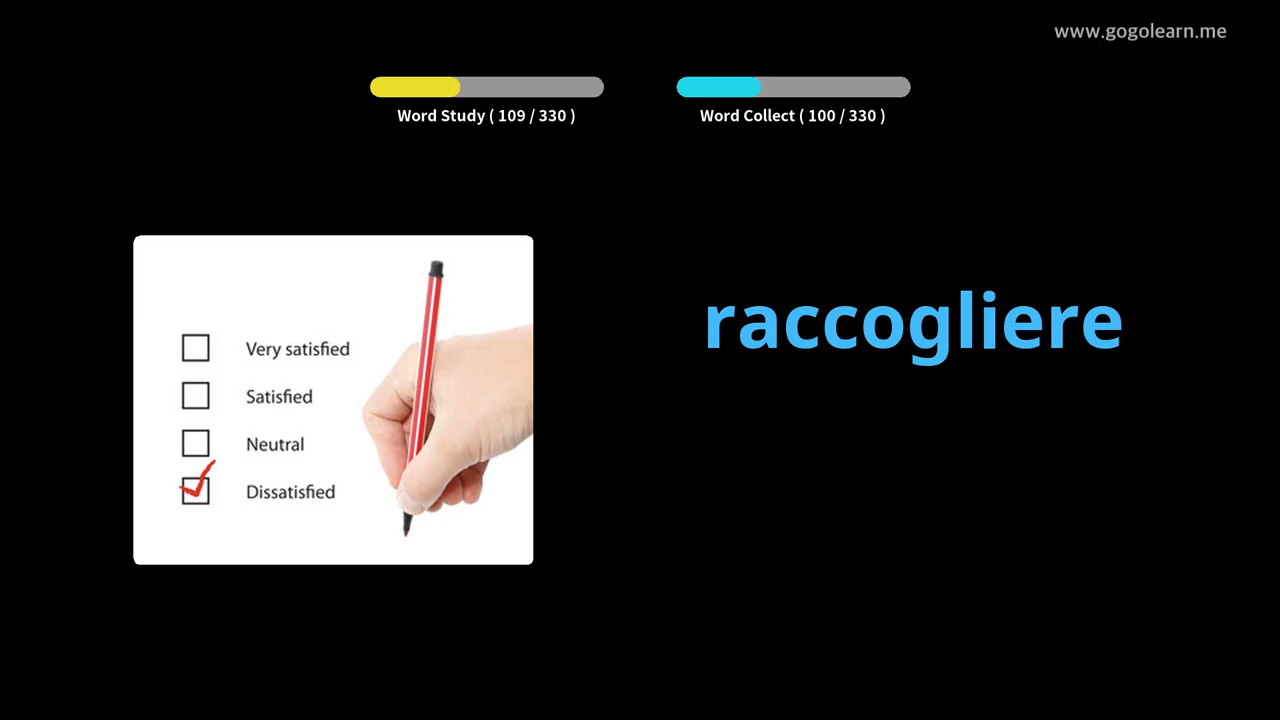 www.gogolearn.me
Word Study ( 109 / 330 )
Word Collect ( 100 / 330 )
Very satisfied
Satisfied
Neutral
Dissatisfied
raccogliere